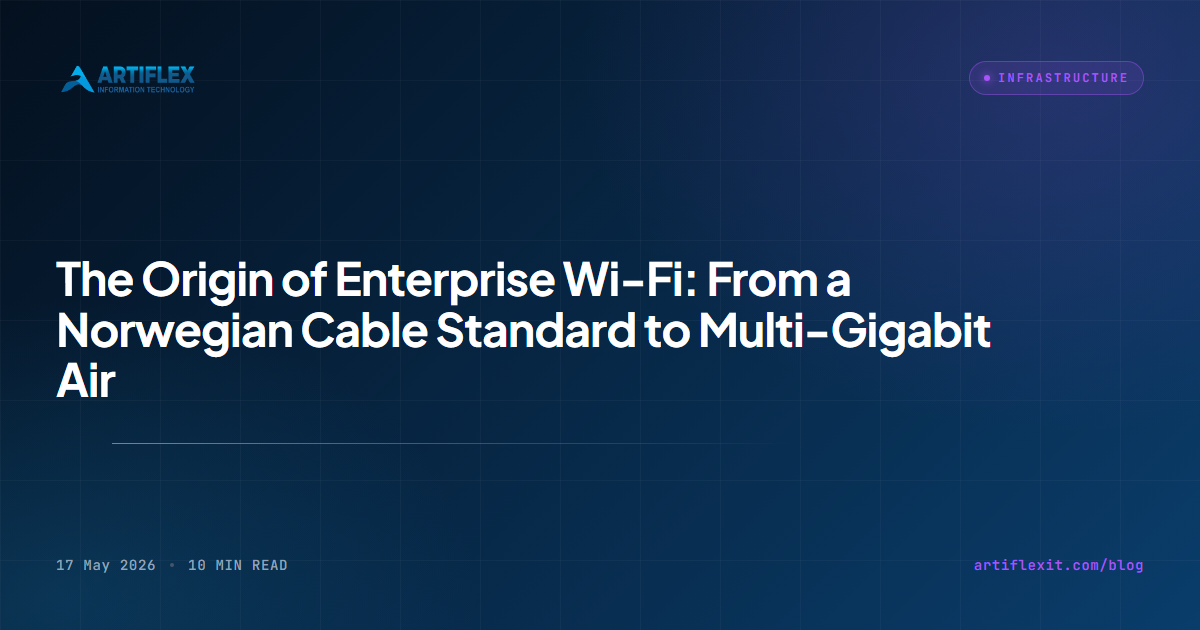 ARTIFLEX
INFORMATION TECHNOLOGY
INFRASTRUCTURE
The Origin of Enterprise Wi-Fi: From a
Norwegian Cable Standard to Multi-Gigabit
Air
17 May 2026 • 10 MIN READ
artiflexit.com/blog